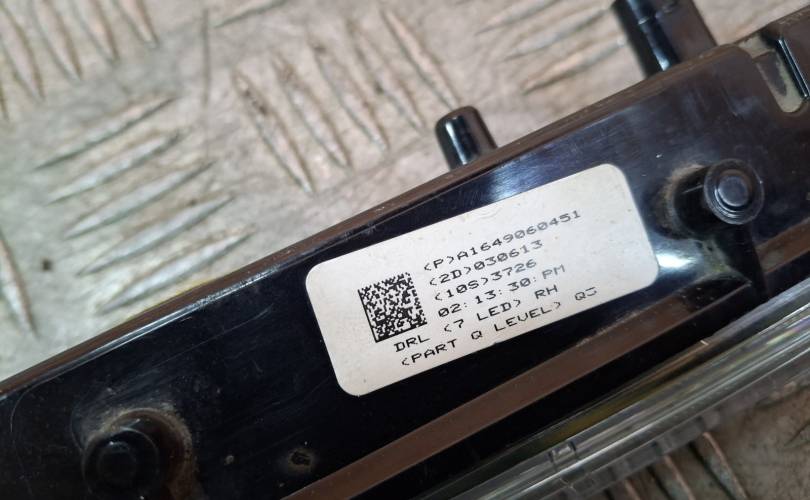 (P)A1649060451
(2D)030613
(10S)3726
02:13:30:PM
DRL (7 LED) RH
(PART Q LEVEL) QJ